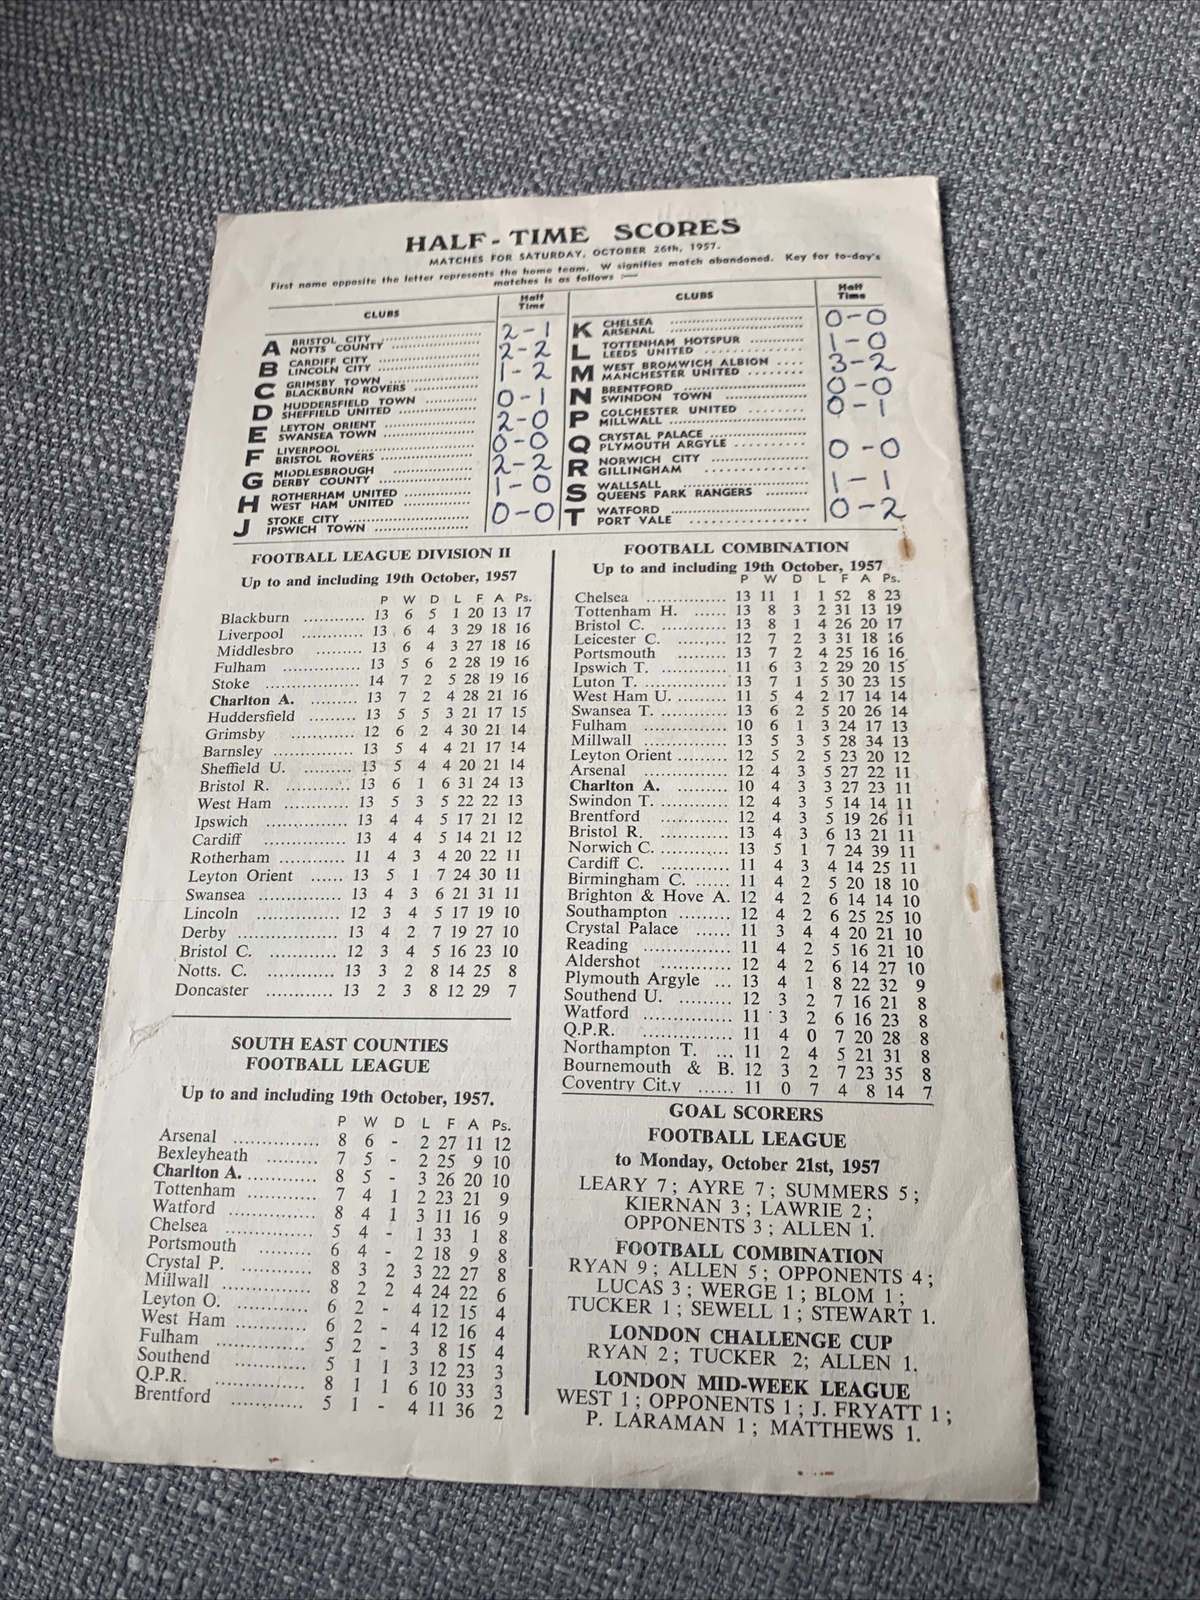 HALF-TIME SCORES
MATCHES FOR SATURDAY, OCTOBER 26th, 1957.
First name opposite the letter represents the home team. W signifies match abandoned. Key for to-day's
matches is as follows :—
CLUBS Half Time
A BRISTOL CITY
NOTTS COUNTY 2-1
B CARDIFF CITY
LINCOLN CITY 2-2
C GRIMSBY TOWN
BLACKBURN ROVERS 1-2
D HUDDERSFIELD TOWN
SHEFFIELD UNITED 0-1
E LEYTON ORIENT
SWANSEA TOWN 2-0
F LIVERPOOL
BRISTOL ROVERS 0-0
G MIDDLESBROUGH
DERBY COUNTY 2-2
H ROTHERHAM UNITED
WEST HAM UNITED 1-0
J STOKE CITY
IPSWICH TOWN 0-0
CLUBS Half Time
K CHELSEA
ARSENAL 0-0
L TOTTENHAM HOTSPUR
LEEDS UNITED 1-0
M WEST BROMWICH ALBION
MANCHESTER UNITED 3-2
N BRENTFORD
SWINDON TOWN 0-0
P COLCHESTER UNITED
MILLWALL 0-1
Q CRYSTAL PALACE
PLYMOUTH ARGYLE
R NORWICH CITY
GILLINGHAM 0-0
S WALLSALL
QUEENS PARK RANGERS 1-1
T WATFORD
PORT VALE 0-2
FOOTBALL LEAGUE DIVISION II
Up to and including 19th October, 1957
P W D L F A Ps.
Blackburn 13 6 5 1 20 13 17
Liverpool 13 6 4 3 29 18 16
Middlesbro 13 6 4 3 27 18 16
Fulham 13 5 6 2 28 19 16
Stoke 14 7 2 5 28 19 16
Charlton A. 13 7 2 4 28 21 16
Huddersfield 13 5 5 3 21 17 15
Grimsby 12 6 2 4 30 21 14
Barnsley 13 5 4 4 21 17 14
Sheffield U. 13 5 4 4 20 21 14
Bristol R. 13 6 1 6 31 24 13
West Ham 13 5 3 5 22 22 13
Ipswich 13 4 4 5 17 21 12
Cardiff 13 4 4 5 14 21 12
Rotherham 11 4 3 4 20 22 11
Leyton Orient 13 5 1 7 24 30 11
Swansea 13 4 3 6 21 31 11
Lincoln 12 3 4 5 17 19 10
Derby 13 4 2 7 19 27 10
Bristol C. 12 3 4 5 16 23 10
Notts. C. 13 3 2 8 14 25 8
Doncaster 13 2 3 8 12 29 7
SOUTH EAST COUNTIES
FOOTBALL LEAGUE
Up to and including 19th October, 1957.
P W D L F A Ps.
Arsenal 8 6 - 2 27 11 12
Bexleyheath 7 5 - 2 25 9 10
Charlton A. 8 5 - 3 26 20 10
Tottenham 7 4 1 2 23 21 9
Watford 8 4 1 3 11 16 9
Chelsea 5 4 - 1 33 1 8
Portsmouth 6 4 - 2 18 9 8
Crystal P. 8 3 2 3 22 27 8
Millwall 8 2 2 4 24 22 6
Leyton O. 6 2 - 4 12 15 4
West Ham 6 2 - 4 12 16 4
Fulham 5 2 - 3 8 15 4
Southend 5 1 1 3 12 23 3
Q.P.R. 8 1 1 6 10 33 3
Brentford 5 1 - 4 11 36 2
FOOTBALL COMBINATION
Up to and including 19th October, 1957
P W D L F A Ps.
Chelsea 13 11 1 1 52 8 23
Tottenham H. 13 8 3 2 31 13 19
Bristol C. 13 8 1 4 26 20 17
Leicester C. 12 7 2 3 31 18 16
Portsmouth 13 7 2 4 25 16 16
Ipswich T. 11 6 3 2 29 20 15
Luton T. 13 7 1 5 30 23 15
West Ham U. 11 5 4 2 17 14 14
Swansea T. 13 6 2 5 20 26 14
Fulham 10 6 1 3 24 17 13
Millwall 13 5 3 5 28 34 13
Leyton Orient 12 5 2 5 23 20 12
Arsenal 12 4 3 5 27 22 11
Charlton A. 10 4 3 3 27 23 11
Swindon T. 12 4 3 5 14 14 11
Brentford 12 4 3 5 19 26 11
Bristol R. 13 4 3 6 13 21 11
Norwich C. 13 5 1 7 24 39 11
Cardiff C. 11 4 3 4 14 25 11
Birmingham C. 11 4 2 5 20 18 10
Brighton & Hove A. 12 4 2 6 14 14 10
Southampton 12 4 2 6 25 25 10
Crystal Palace 11 3 4 4 20 21 10
Reading 11 4 2 5 16 21 10
Aldershot 12 4 2 6 14 27 10
Plymouth Argyle 13 4 1 8 22 32 9
Southend U. 12 3 2 7 16 21 8
Watford 11 3 2 6 16 23 8
Q.P.R. 11 4 0 7 20 28 8
Northampton T. 11 2 4 5 21 31 8
Bournemouth & B. 12 3 2 7 23 35 8
Coventry City 11 0 7 4 8 14 7
GOAL SCORERS
FOOTBALL LEAGUE
to Monday, October 21st, 1957
LEARY 7; AYRE 7; SUMMERS 5;
KIERNAN 3; LAWRIE 2;
OPPONENTS 3; ALLEN 1.
FOOTBALL COMBINATION
RYAN 9; ALLEN 5; OPPONENTS 4;
LUCAS 3; WERGE 1; BLOM 1;
TUCKER 1; SEWELL 1; STEWART 1.
LONDON CHALLENGE CUP
RYAN 2; TUCKER 2; ALLEN 1.
LONDON MID-WEEK LEAGUE
WEST 1; OPPONENTS 1; J. FRYATT 1;
P. LARAMAN 1; MATTHEWS 1.